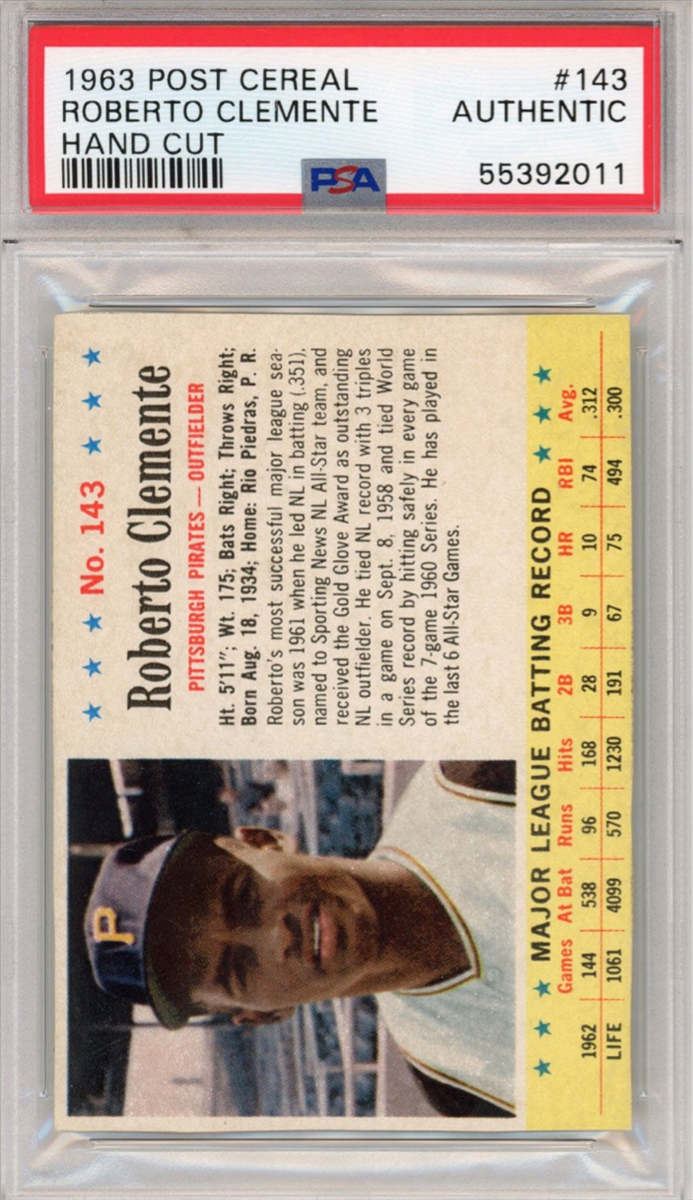 1963 POST CEREAL #143
ROBERTO CLEMENTE AUTHENTIC
HAND CUT
PSA 55392011
No. 143
Roberto Clemente
PITTSBURGH PIRATES — OUTFIELDER
Ht. 5'11"; Wt. 175; Bats Right; Throws Right;
Born Aug. 18, 1934; Home: Rio Piedras, P. R.
Roberto's most successful major league sea-
son was 1961 when he led NL in batting (.351),
named to Sporting News NL All-Star team, and
received the Gold Glove Award as outstanding
NL outfielder. He tied NL record with 3 triples
in a game on Sept. 8, 1958 and tied World
Series record by hitting safely in every game
of the 7-game 1960 Series. He has played in
the last 6 All-Star Games.
P
MAJOR LEAGUE BATTING RECORD
Games At Bat Runs Hits 2B 3B HR RBI Avg.
1962 144 538 96 168 28 9 10 74 .312
LIFE 1061 4099 570 1230 191 67 75 494 .300